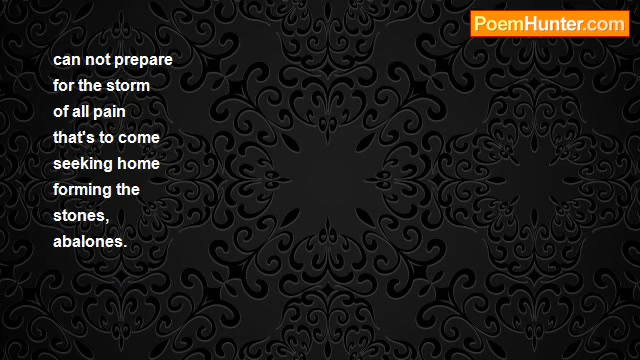 PoemHunter.com
can not prepare
for the storm
of all pain
that's to come
seeking home
forming the
stones,
abalones.